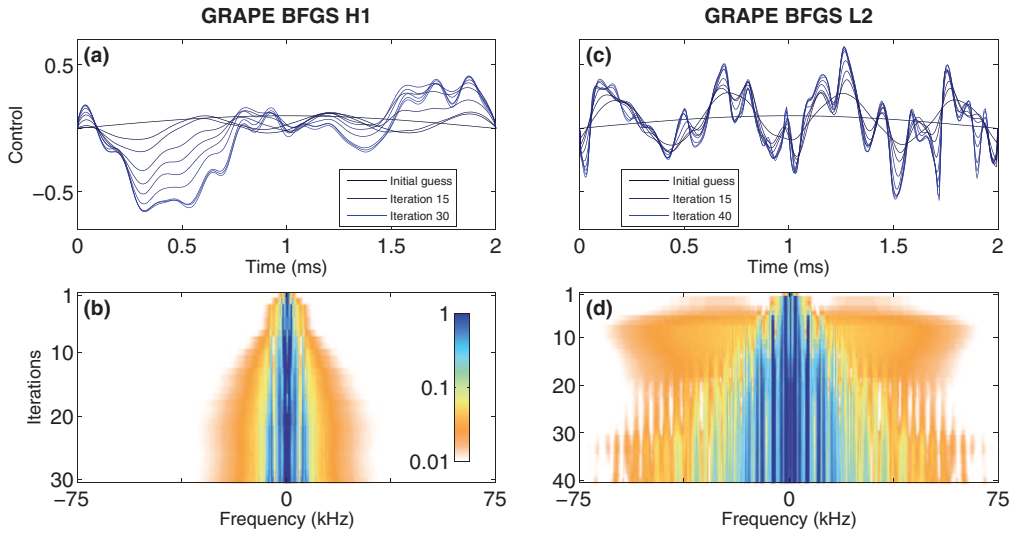 GRAPE BFGS H1
GRAPE BFGS L2
(a)
(c)
0.5
−0.5
Control
Initial guess
Iteration 15
Iteration 30
Initial guess
Iteration 15
Iteration 40
0 0.5 1 1.5 2
0 0.5 1 1.5 2
Time (ms)
Time (ms)
(b)
(d)
1
10
20
30
Iterations
1
0.1
0.01
1
10
20
30
40
−75 0 75
−75 0 75
Frequency (kHz)
Frequency (kHz)